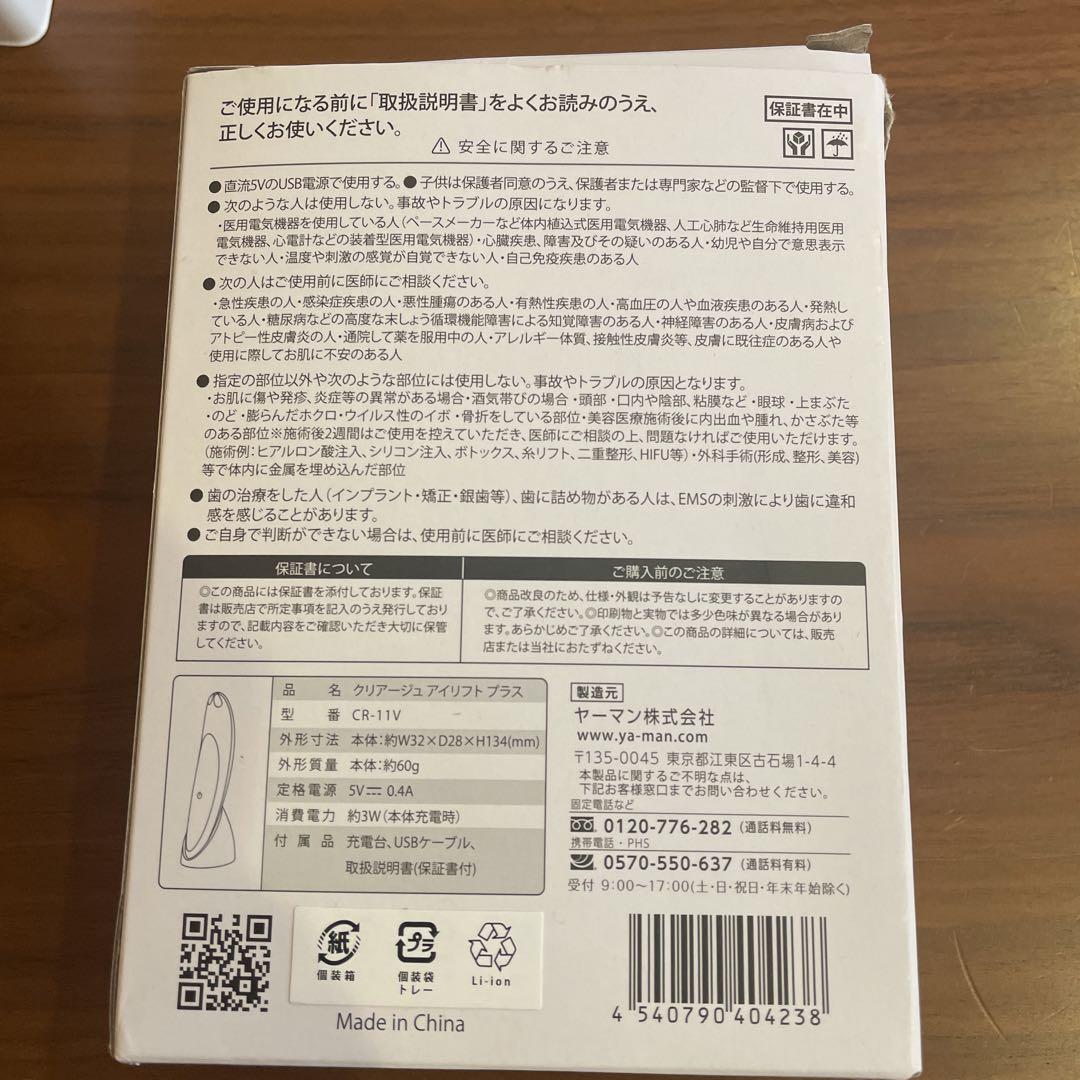 ご使用になる前に「取扱説明書」をよくお読みのうえ、
正しくお使いください。
保証書在中
⚠ 安全に関するご注意
●直流5VのUSB電源で使用する。●子供は保護者同意のうえ、保護者または専門家などの監督下で使用する。
●次のような人は使用しない。事故やトラブルの原因になります。
・医用電気機器を使用している人(ペースメーカーなど体内植込式医用電気機器、人工心肺など生命維持用医用
電気機器、心電計などの装着型医用電気機器)・心臓疾患、障害及びその疑いのある人・幼児や自分で意思表示
できない人・温度や刺激の感覚が自覚できない人・自己免疫疾患のある人
●次の人はご使用前に医師にご相談ください。
・急性疾患の人・感染症疾患の人・悪性腫瘍のある人・有熱性疾患の人・高血圧の人や血液疾患のある人・発熱し
ている人・糖尿病などの高度な末しょう循環機能障害による知覚障害のある人・神経障害のある人・皮膚病および
アトピー性皮膚炎の人・通院して薬を服用中の人・アレルギー体質、接触性皮膚炎等、皮膚に既往症のある人や
使用に際してお肌に不安のある人
●指定の部位以外や次のような部位には使用しない。事故やトラブルの原因となります。
・お肌に傷や発疹、炎症等の異常がある場合・酒気帯びの場合・頭部・口内や陰部、粘膜など・眼球・上まぶた
・のど・膨らんだホクロ・ウイルス性のイボ・骨折をしている部位・美容医療施術後に内出血や腫れ、かさぶた等
のある部位※施術後2週間はご使用を控えていただき、医師にご相談の上、問題なければご使用いただけます。
(施術例:ヒアルロン酸注入、シリコン注入、ボトックス、糸リフト、二重整形、HIFU等)・外科手術(形成、整形、美容)
等で体内に金属を埋め込んだ部位
●歯の治療をした人(インプラント・矯正・銀歯等)、歯に詰め物がある人は、EMSの刺激により歯に違和
感を感じることがあります。
●ご自身で判断ができない場合は、使用前に医師にご相談ください。
保証書について
◎この商品には保証書を添付しております。保証
書は販売店で所定事項を記入のうえ発行しており
ますので、記載内容をご確認いただき大切に保管
してください。
ご購入前のご注意
◎商品改良のため、仕様・外観は予告なしに変更することがありますの
で、ご了承ください。◎印刷物と実物では多少色味が異なる場合があり
ます。あらかじめご了承ください。◎この商品の詳細については、販売
店または当社におたずねください。
品 名 クリアージュ アイリフト プラス
型 番 CR-11V
外形寸法 本体:約W32×D28×H134(mm)
外形質量 本体:約60g
定格電源 5V⎓0.4A
消費電力 約3W(本体充電時)
付属品 充電台、USBケーブル、
取扱説明書(保証書付)
製造元
ヤーマン株式会社
www.ya-man.com
〒135-0045 東京都江東区古石場1-4-4
本製品に関するご不明な点は、
下記お客様窓口までお問い合わせください。
固定電話など
0120-776-282(通話料無料)
携帯電話・PHS
0570-550-637(通話料有料)
受付 9:00〜17:00(土・日・祝日・年末年始除く)
紙
個装箱
プラ
個装袋
トレー
Li-ion
Made in China
4 540790 404238